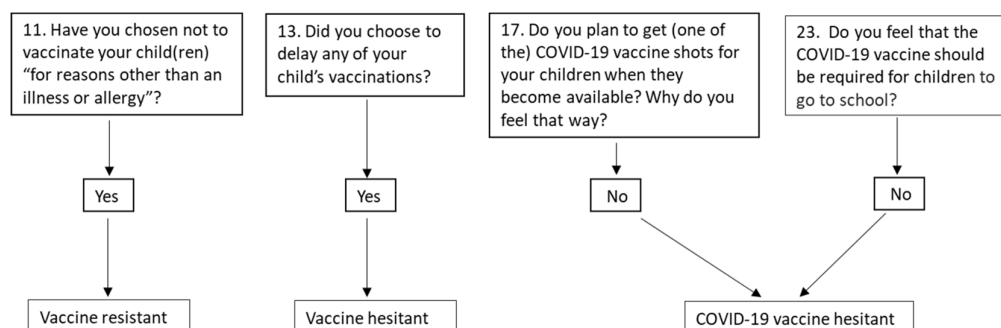 11. Have you chosen not to
vaccinate your child(ren)
“for reasons other than an
illness or allergy”?
13. Did you choose to
delay any of your
child’s vaccinations?
17. Do you plan to get (one of
the) COVID-19 vaccine shots for
your children when they
become available? Why do you
feel that way?
23. Do you feel that the
COVID-19 vaccine should
be required for children to
go to school?
Yes
Yes
No
No
Vaccine resistant
Vaccine hesitant
COVID-19 vaccine hesitant